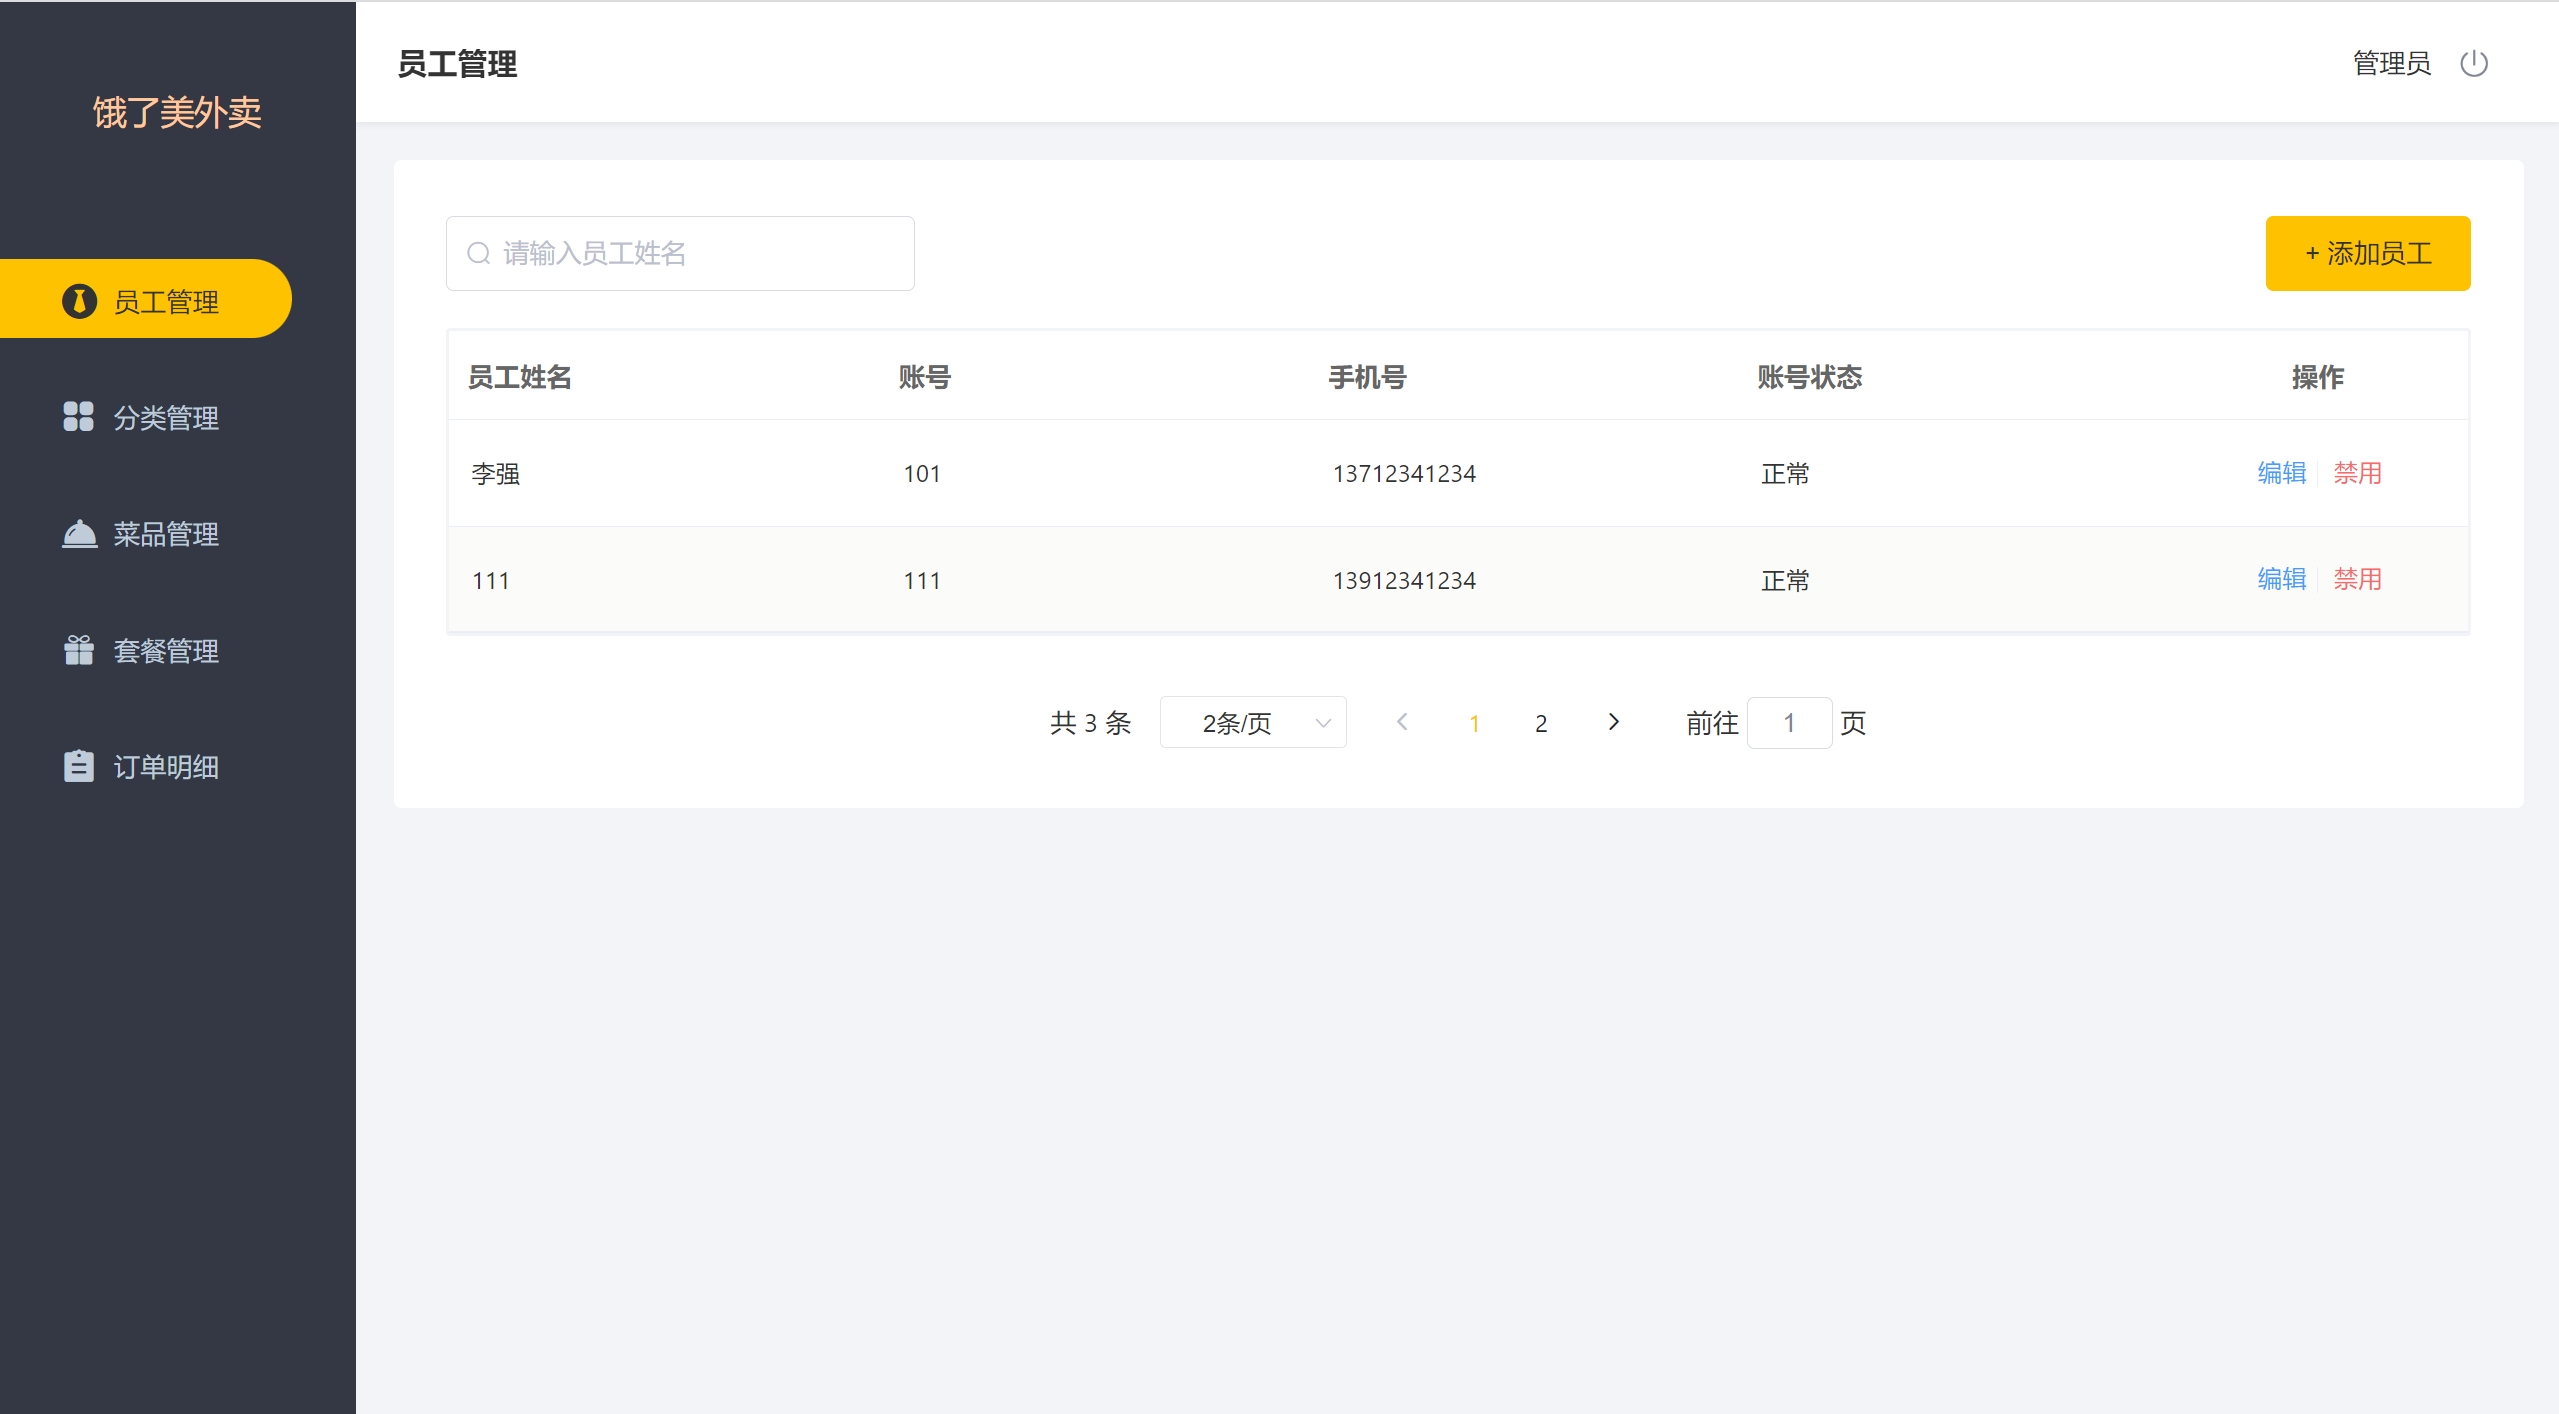 饿了美外卖
员工管理
分类管理
菜品管理
套餐管理
订单明细
员工管理
管理员
请输入员工姓名
+ 添加员工
员工姓名 账号 手机号 账号状态 操作
李强 101 13712341234 正常 编辑 禁用
111 111 13912341234 正常 编辑 禁用
共 3 条 2条/页 1 2 前往 1 页